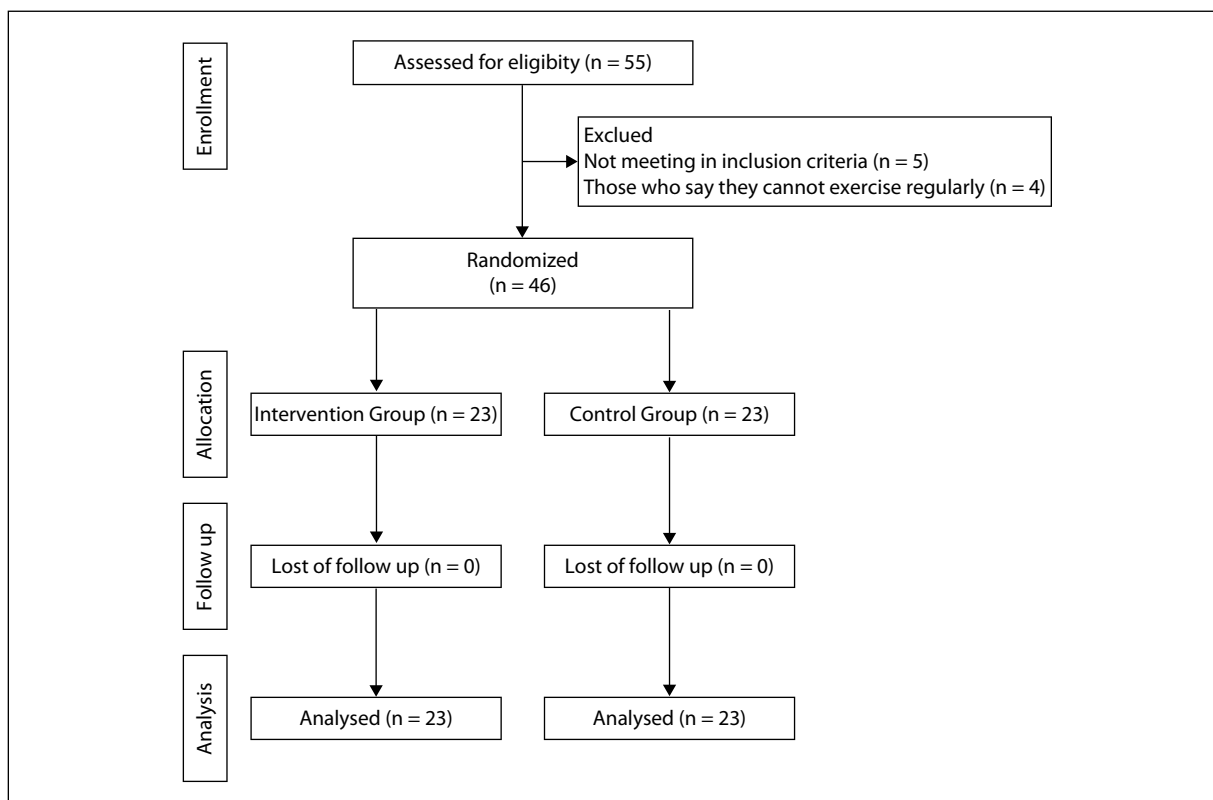 Enrollment
Assessed for eligibity (n = 55)
Exclued
Not meeting in inclusion criteria (n = 5)
Those who say they cannot exercise regularly (n = 4)
Randomized
(n = 46)
Allocation
Intervention Group (n = 23)
Control Group (n = 23)
Follow up
Lost of follow up (n = 0)
Lost of follow up (n = 0)
Analysis
Analysed (n = 23)
Analysed (n = 23)